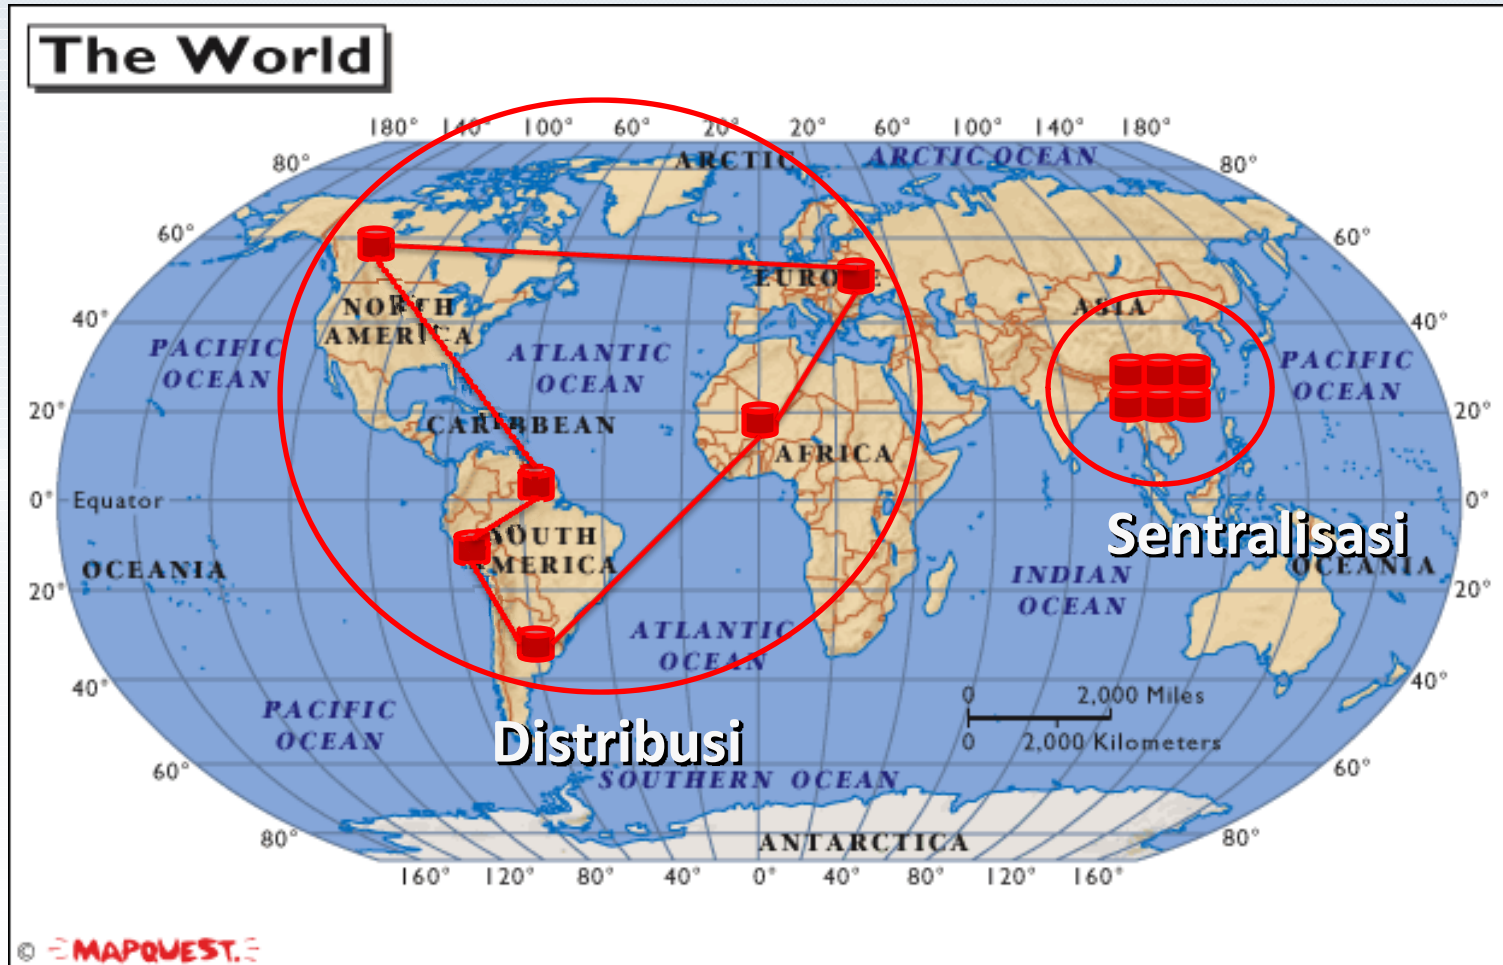 The World
180° 140° 100° 60° 20° 20° 60° 100° 140° 180°
ARCTIC
ARCTIC OCEAN
80°
80°
60°
60°
EUROPE
NORTH
AMERICA
ASIA
40°
40°
PACIFIC
OCEAN
ATLANTIC
OCEAN
PACIFIC
OCEAN
20°
20°
CARIBBEAN
AFRICA
0°
Equator
0°
SOUTH
AMERICA
Sentralisasi
OCEANIA
OCEANIA
INDIAN
OCEAN
20°
20°
ATLANTIC
OCEAN
40°
40°
0 2,000 Miles
0 2,000 Kilometers
PACIFIC
OCEAN
Distribusi
60°
60°
SOUTHERN OCEAN
80°
80°
ANTARCTICA
160° 120° 80° 40° 0° 40° 80° 120° 160°
© MAPQUEST.